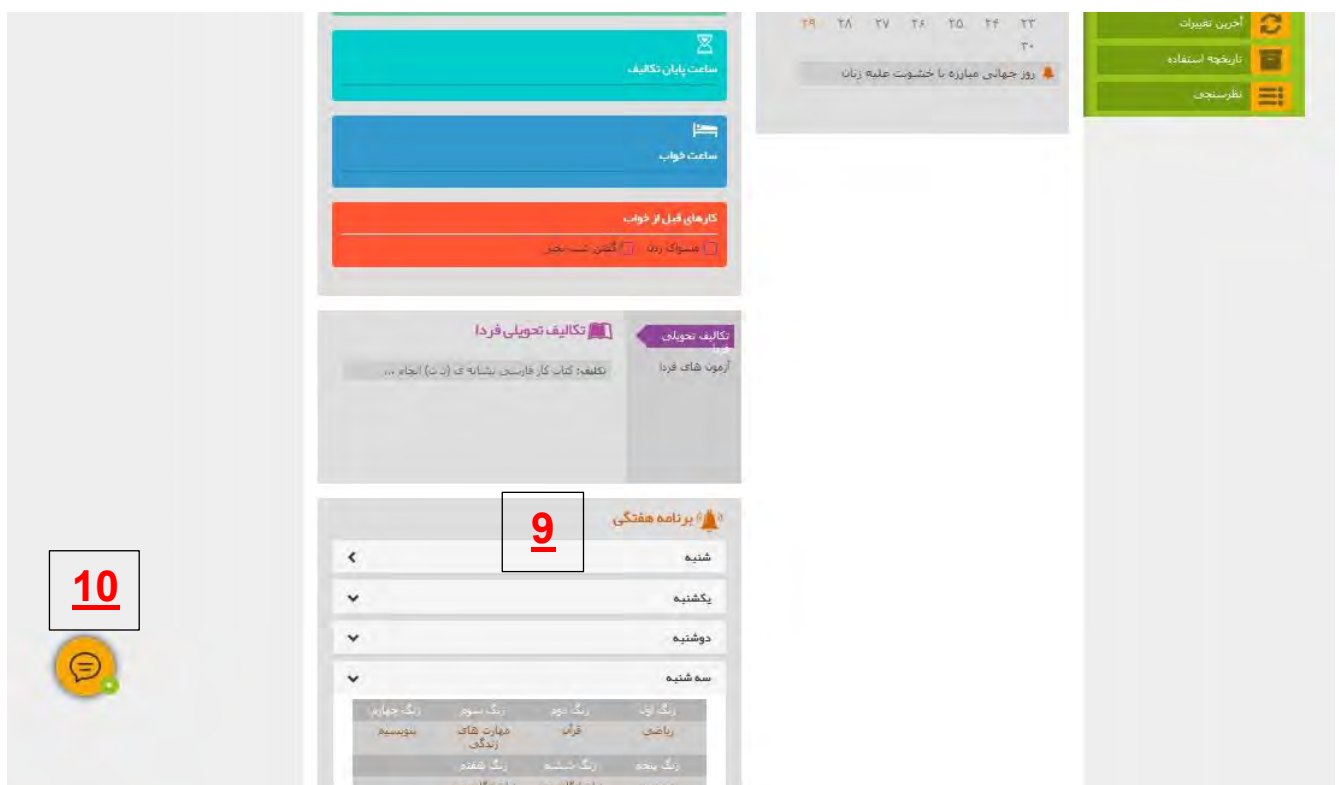 آخرین تغییرات
تاریخچه استفاده
نظرسنجی
۲۳ ۲۴ ۲۵ ۲۶ ۲۷ ۲۸ ۲۹
۳۰
روز جهانی مبارزه با خشونت علیه زنان
ساعت پایان تکالیف
ساعت خواب
کارهای قبل از خواب
مسواک زدن گفتن شب بخیر
تکالیف تحویلی فردا
آزمون های فردا
تکالیف تحویلی فردا
تکلیف: کتاب کار فارسی نشانه ی (ت ت) انجام ...
9
برنامه هفتگی
10
شنبه
یکشنبه
دوشنبه
سه شنبه
زنگ اول زنگ دوم زنگ سوم زنگ چهارم
ریاضی قرآن مهارت های زندگی بنویسیم
زنگ پنجم زنگ ششم زنگ هفتم